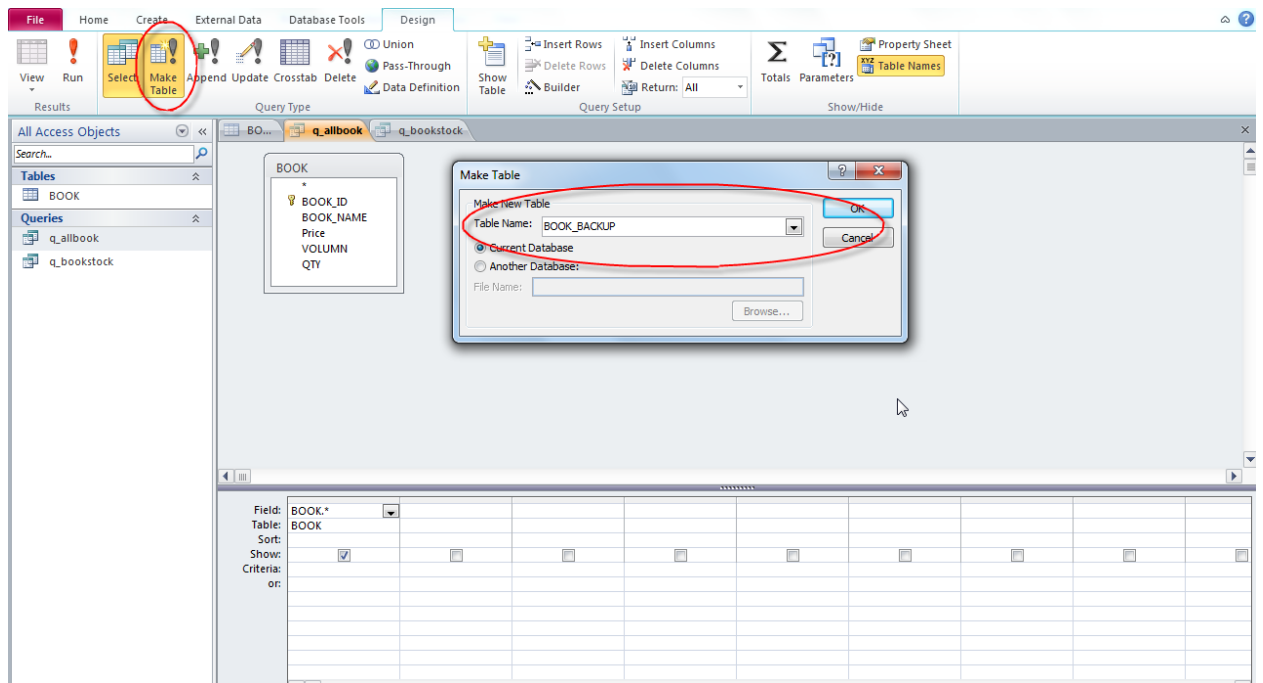 File Home Create External Data Database Tools Design
Union Insert Rows Insert Columns Property Sheet
Pass-Through Delete Rows Delete Columns XYZ Table Names
View Run Select Make Table Append Update Crosstab Delete Data Definition Show Table Builder Return: All Totals Parameters
Results Query Type Query Setup Show/Hide
All Access Objects BO... q_allbook q_bookstock
Search...
Tables
BOOK
Queries
q_allbook
q_bookstock
BOOK
*
BOOK_ID
BOOK_NAME
Price
VOLUMN
QTY
Make Table
Make New Table
Table Name: BOOK_BACKUP
Current Database
Another Database:
File Name:
OK
Cancel
Browse...
Field: BOOK.*
Table: BOOK
Sort:
Show:
Criteria:
or: